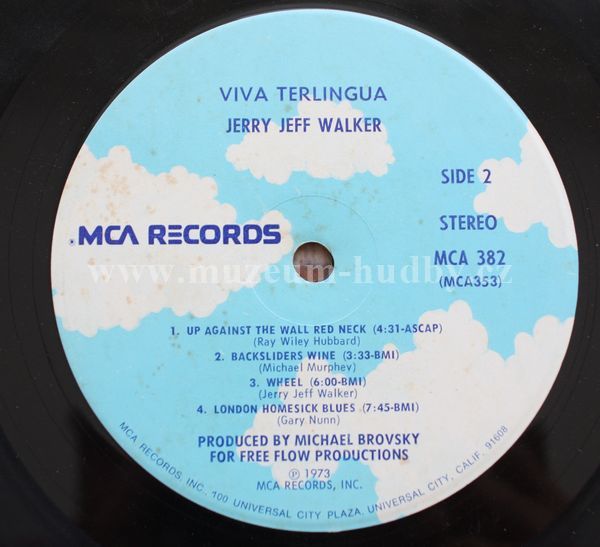 VIVA TERLINGUA
JERRY JEFF WALKER
SIDE 2
MCA RECORDS
STEREO
MCA 382
(MCA353)
www.muzeum-hudby.cz
1. UP AGAINST THE WALL RED NECK (4:31-ASCAP)
(Ray Wiley Hubbard)
2. BACKSLIDERS WINE (3:33-BMI)
(Michael Murphey)
3. WHEEL (6:00-BMI)
(Jerry Jeff Walker)
4. LONDON HOMESICK BLUES (7:45-BMI)
(Gary Nunn)
PRODUCED BY MICHAEL BROVSKY
FOR FREE FLOW PRODUCTIONS
℗ 1973
MCA RECORDS, INC.
MCA RECORDS, INC. 100 UNIVERSAL CITY PLAZA, UNIVERSAL CITY, CALIF. 91608